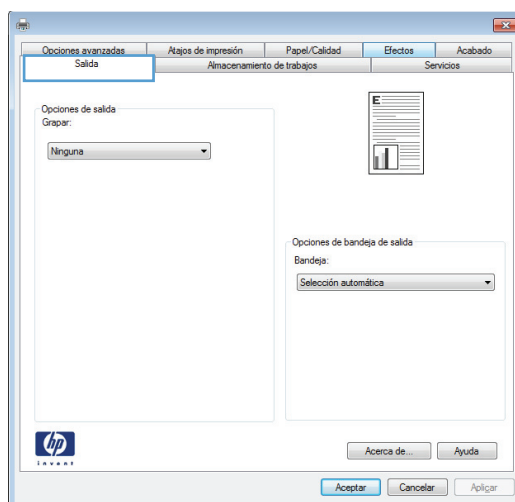 Opciones avanzadas Atajos de impresión Papel/Calidad Efectos Acabado
Salida Almacenamiento de trabajos Servicios
Opciones de salida
Grapar:
Ninguna
E
Opciones de bandeja de salida
Bandeja:
Selección automática
hp
invent
Acerca de... Ayuda
Aceptar Cancelar Aplicar